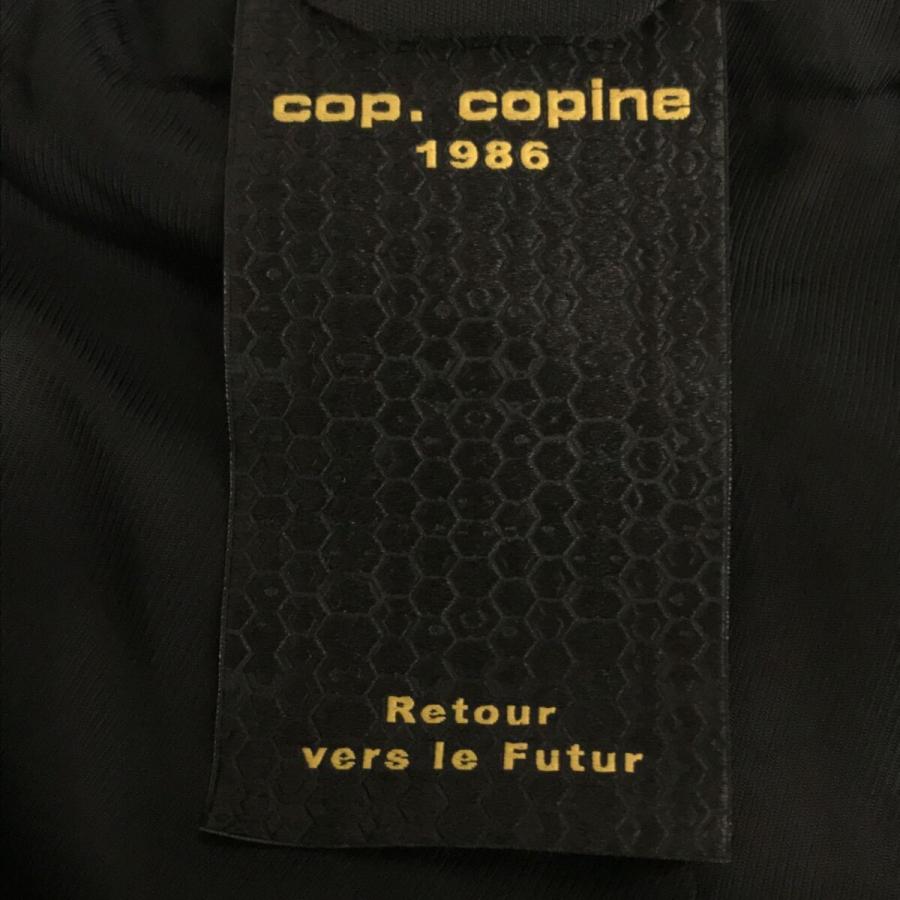 cop. copine
1986
Retour
vers le Futur